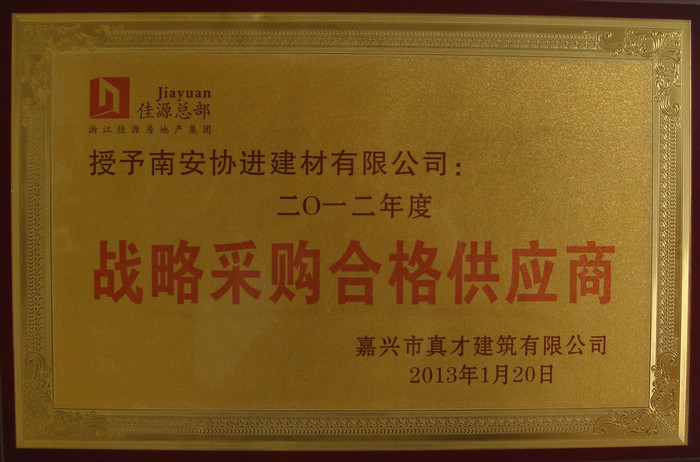 Jiayuan
佳源总部
浙江佳源房地产集团
授予南安协进建材有限公司：
二〇一二年度
战略采购合格供应商
嘉兴市真才建筑有限公司
2013年1月20日